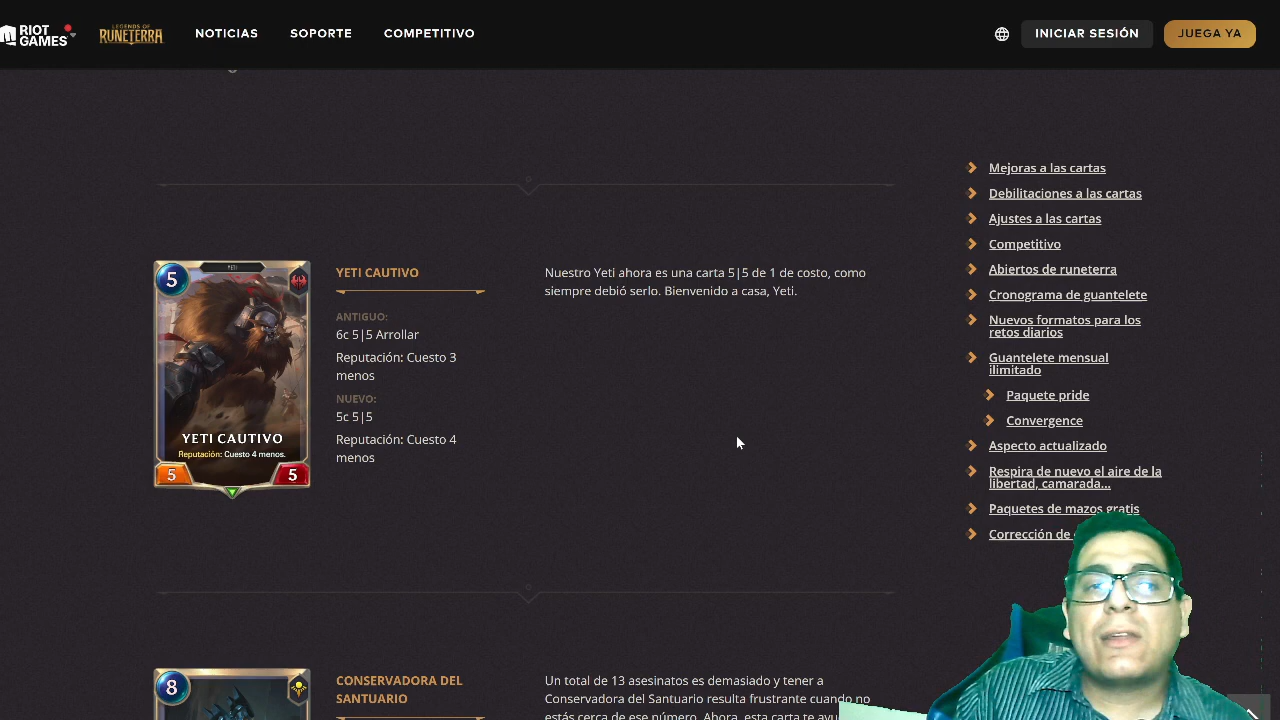 RIOT
GAMES
LEGENDS OF
RUNETERRA
NOTICIAS
SOPORTE
COMPETITIVO
INICIAR SESIÓN
JUEGA YA
5
YETI
YETI CAUTIVO
Reputación: Cuesto 4 menos.
5
5
YETI CAUTIVO
ANTIGUO:
6c 5|5 Arrollar
Reputación: Cuesto 3
menos
NUEVO:
5c 5|5
Reputación: Cuesto 4
menos
Nuestro Yeti ahora es una carta 5|5 de 1 de costo, como
siempre debió serlo. Bienvenido a casa, Yeti.
8
CONSERVADORA DEL
SANTUARIO
Un total de 13 asesinatos es demasiado y tener a
Conservadora del Santuario resulta frustrante cuando no
estás cerca de ese número. Ahora, esta carta te
Mejoras a las cartas
Debilitaciones a las cartas
Ajustes a las cartas
Competitivo
Abiertos de runeterra
Cronograma de guantelete
Nuevos formatos para los
retos diarios
Guantelete mensual
ilimitado
Paquete pride
Convergence
Aspecto actualizado
Respira de nuevo el aire de la
libertad, camarada...
Paquetes de mazos gratis
Corrección de